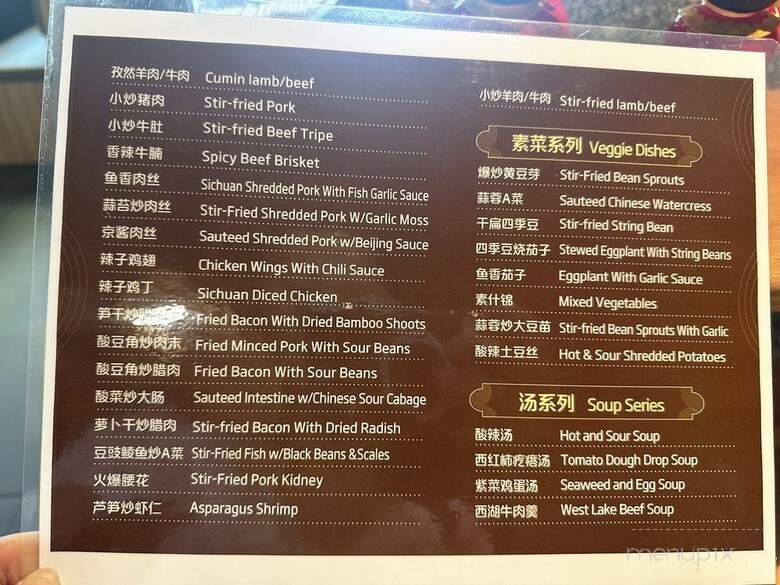 孜然羊肉/牛肉 Cumin lamb/beef
小炒猪肉 Stir-fried Pork
小炒牛肚 Stir-fried Beef Tripe
香辣牛腩 Spicy Beef Brisket
鱼香肉丝 Sichuan Shredded Pork With Fish Garlic Sauce
蒜苔炒肉丝 Stir-Fried Shredded Pork W/Garlic Moss
京酱肉丝 Sauteed Shredded Pork w/Beijing Sauce
辣子鸡翅 Chicken Wings With Chili Sauce
辣子鸡丁 Sichuan Diced Chicken
笋干炒腊肉 Fried Bacon With Dried Bamboo Shoots
酸豆角炒肉末 Fried Minced Pork With Sour Beans
酸豆角炒腊肉 Fried Bacon With Sour Beans
酸菜炒大肠 Sauteed Intestine w/Chinese Sour Cabage
萝卜干炒腊肉 Stir-fried Bacon With Dried Radish
豆豉鲮鱼炒A菜 Stir-Fried Fish w/Black Beans &Scales
火爆腰花 Stir-Fried Pork Kidney
芦笋炒虾仁 Asparagus Shrimp
小炒羊肉/牛肉 Stir-fried lamb/beef
素菜系列 Veggie Dishes
爆炒黄豆芽 Stir-Fried Bean Sprouts
蒜蓉A菜 Sauteed Chinese Watercress
干扁四季豆 Stir-fried String Bean
四季豆烧茄子 Stewed Eggplant With String Beans
鱼香茄子 Eggplant With Garlic Sauce
素什锦 Mixed Vegetables
蒜蓉炒大豆苗 Stir-fried Bean Sprouts With Garlic
酸辣土豆丝 Hot & Sour Shredded Potatoes
汤系列 Soup Series
酸辣汤 Hot and Sour Soup
西红柿疙瘩汤 Tomato Dough Drop Soup
紫菜鸡蛋汤 Seaweed and Egg Soup
西湖牛肉羹 West Lake Beef Soup
menupix